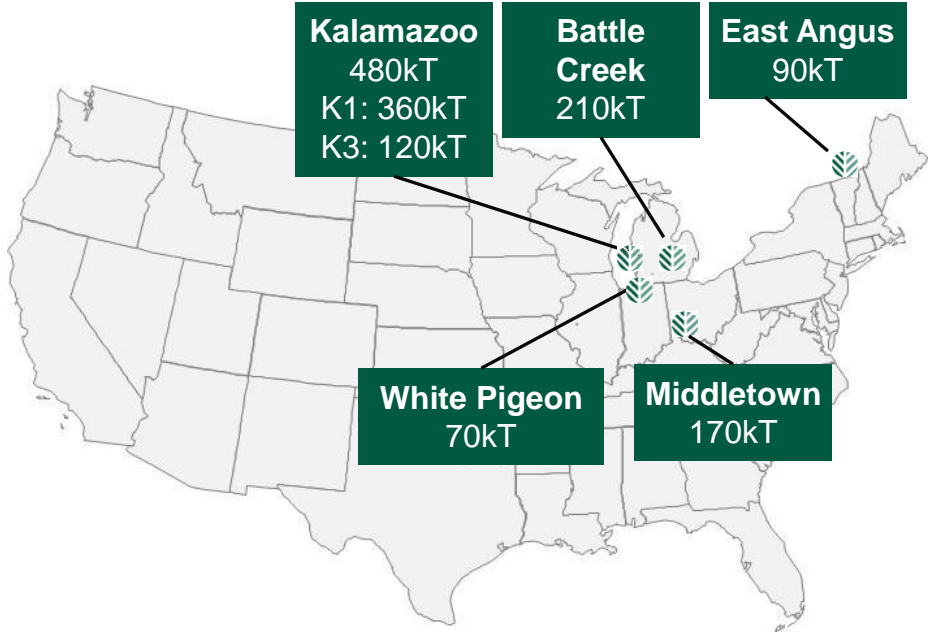 Kalamazoo
480kT
K1: 360kT
K3: 120kT
Battle
Creek
210kT
East Angus
90kT
White Pigeon
70kT
Middletown
170kT